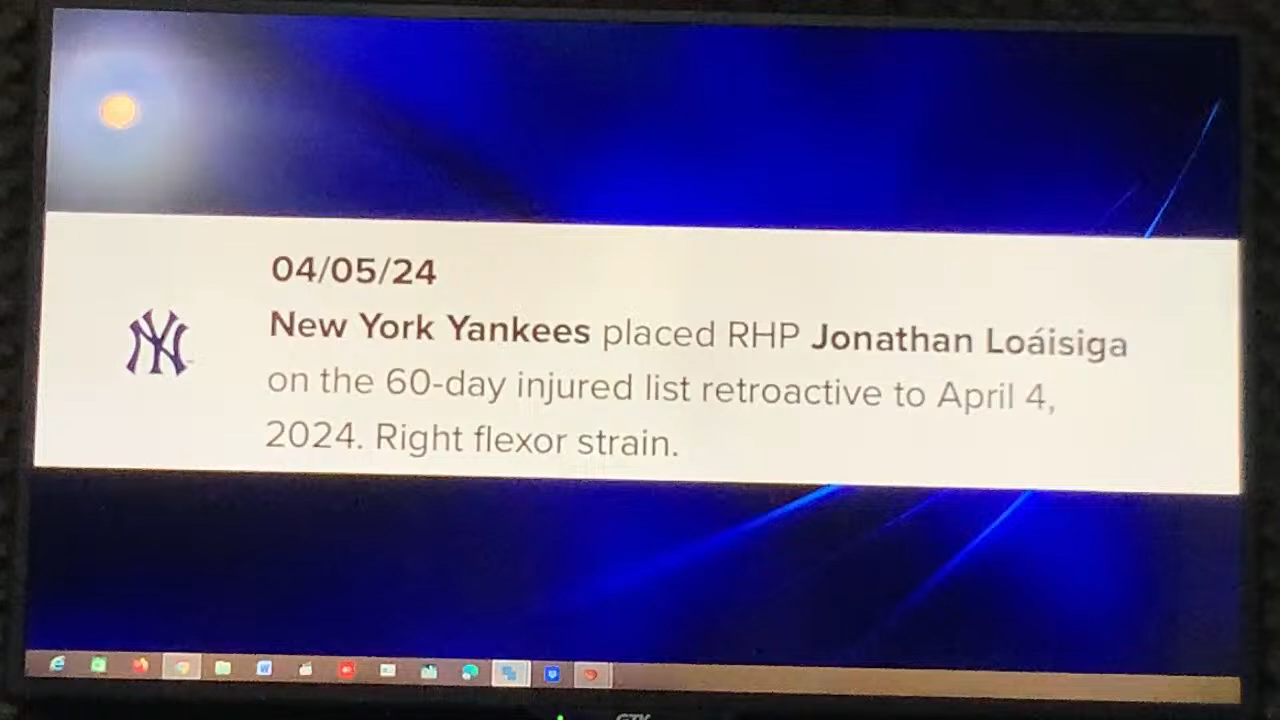 04/05/24
New York Yankees placed RHP Jonathan Loáisiga
on the 60-day injured list retroactive to April 4,
2024. Right flexor strain.
NY